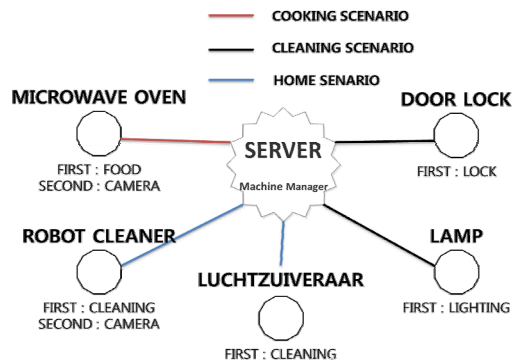 COOKING SCENARIO
CLEANING SCENARIO
HOME SENARIO
MICROWAVE OVEN
FIRST : FOOD
SECOND : CAMERA
DOOR LOCK
FIRST : LOCK
SERVER
Machine Manager
ROBOT CLEANER
FIRST : CLEANING
SECOND : CAMERA
LUCHTZUIVERAAR
FIRST : CLEANING
LAMP
FIRST : LIGHTING